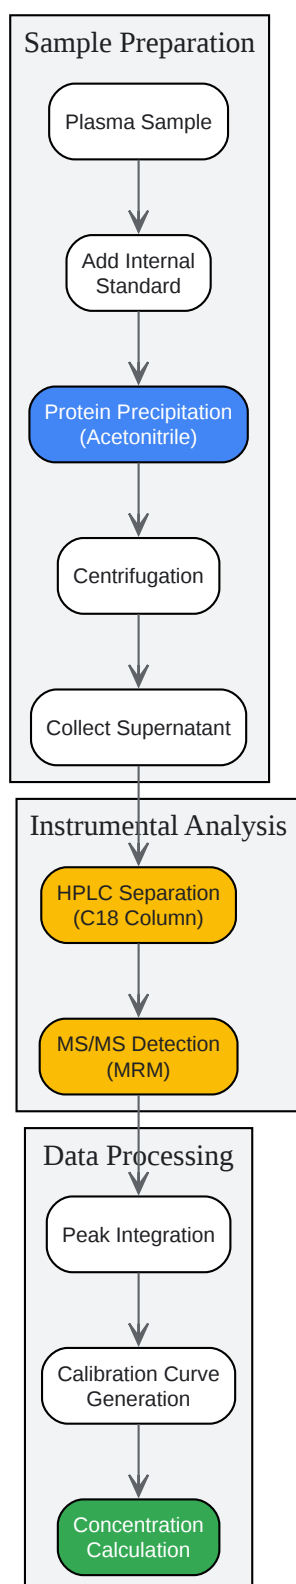 Sample Preparation
Plasma Sample
Add Internal
Standard
Protein Precipitation
(Acetonitrile)
Centrifugation
Collect Supernatant
Instrumental Analysis
HPLC Separation
(C18 Column)
MS/MS Detection
(MRM)
Data Processing
Peak Integration
Calibration Curve
Generation
Concentration
Calculation